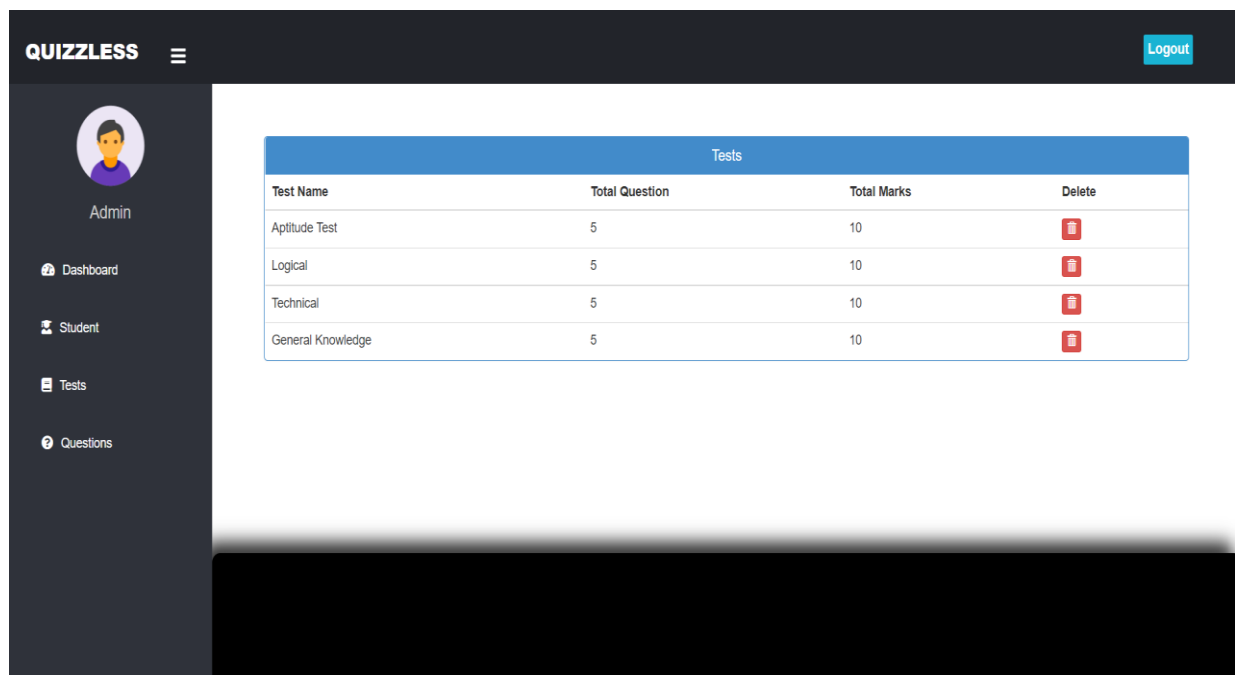 QUIZZLESS
Logout
Admin
Dashboard
Student
Tests
Questions
Tests
Test Name Total Question Total Marks Delete
Aptitude Test 5 10
Logical 5 10
Technical 5 10
General Knowledge 5 10